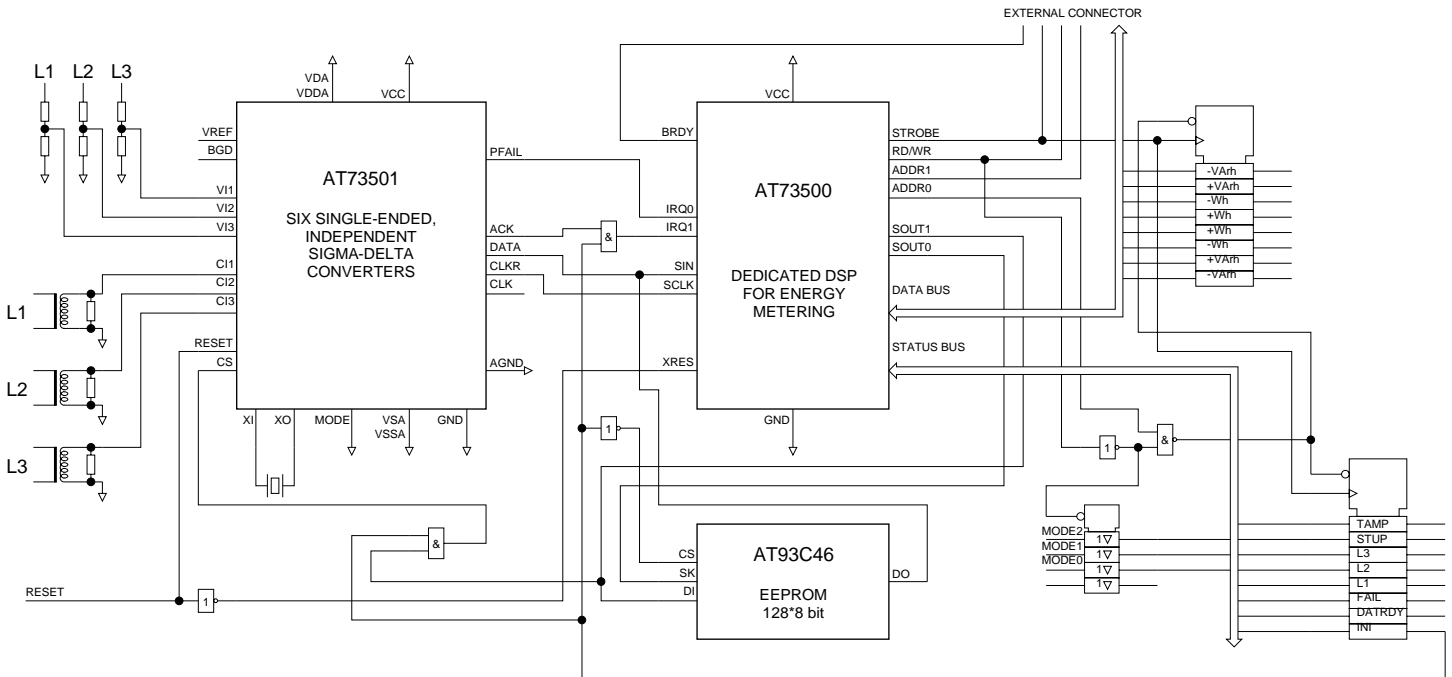 EXTERNAL CONNECTOR
L1 L2 L3
VDA
VDDA
VCC
VCC
VREF
BGD
VI1
VI2
VI3
CI1
CI2
CI3
RESET
CS
AT73501
SIX SINGLE-ENDED,
INDEPENDENT
SIGMA-DELTA
CONVERTERS
PFAIL
ACK
DATA
CLKR
CLK
AGND
XI
XO
MODE
VSA
VSSA
GND
L1
L2
L3
&
BRDY
IRQ0
IRQ1
SIN
SCLK
XRES
AT73500
DEDICATED DSP
FOR ENERGY
METERING
STROBE
RD/WR
ADDR1
ADDR0
SOUT1
SOUT0
DATA BUS
STATUS BUS
GND
-VArh
+VArh
-Wh
+Wh
+Wh
-Wh
+VArh
-VArh
1
1
&
&
RESET
1
CS
SK
DI
AT93C46
EEPROM
128*8 bit
DO
MODE2
MODE1
MODE0
1▽
1▽
1▽
1▽
TAMP
STUP
L3
L2
L1
FAIL
DATRDY
INI